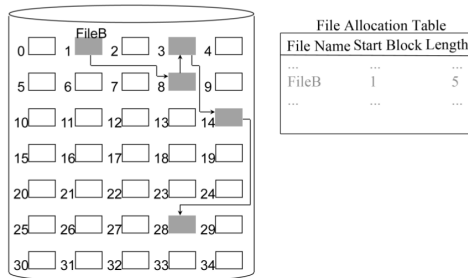 FileB
0 1 2 3 4
5 6 7 8 9
10 11 12 13 14
15 16 17 18 19
20 21 22 23 24
25 26 27 28 29
30 31 32 33 34
File Allocation Table
File Name Start Block Length
... ... ...
FileB 1 5
... ... ...